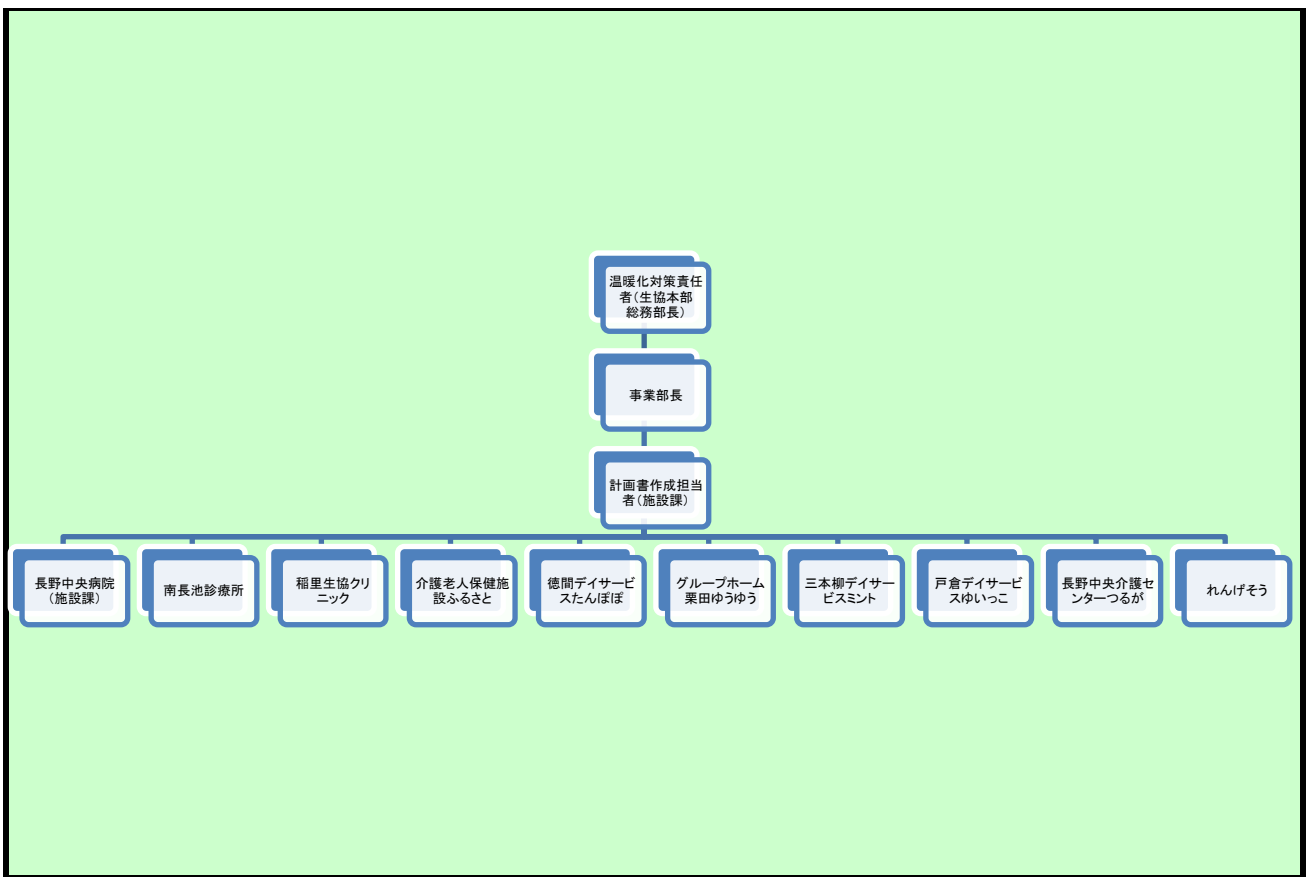 温暖化対策責任
者(生協本部
総務部長)
事業部長
計画書作成担当
者(施設課)
長野中央病院
(施設課)
南長池診療所
稲里生協クリ
ニック
介護老人保健施
設ふるさと
徳間デイサービ
スたんぽぽ
グループホーム
栗田ゆうゆう
三本柳デイサー
ビスミント
戸倉デイサービ
スゆいっこ
長野中央介護セ
ンターつるが
れんげそう